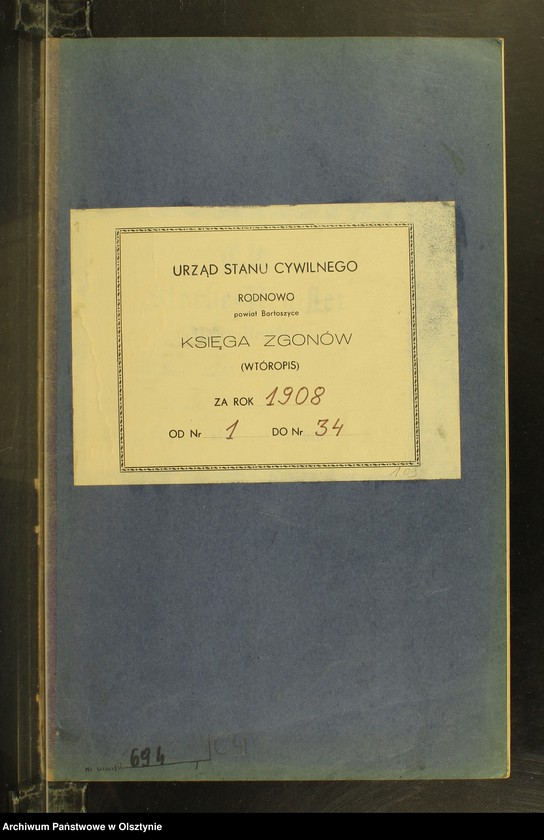 URZĄD STANU CYWILNEGO
RODNOWO
powiat Bartoszyce
KSIĘGA ZGONÓW
(WTÓROPIS)
ZA ROK 1908
OD Nr 1 DO Nr 34
694
Archiwum Państwowe w Olsztynie